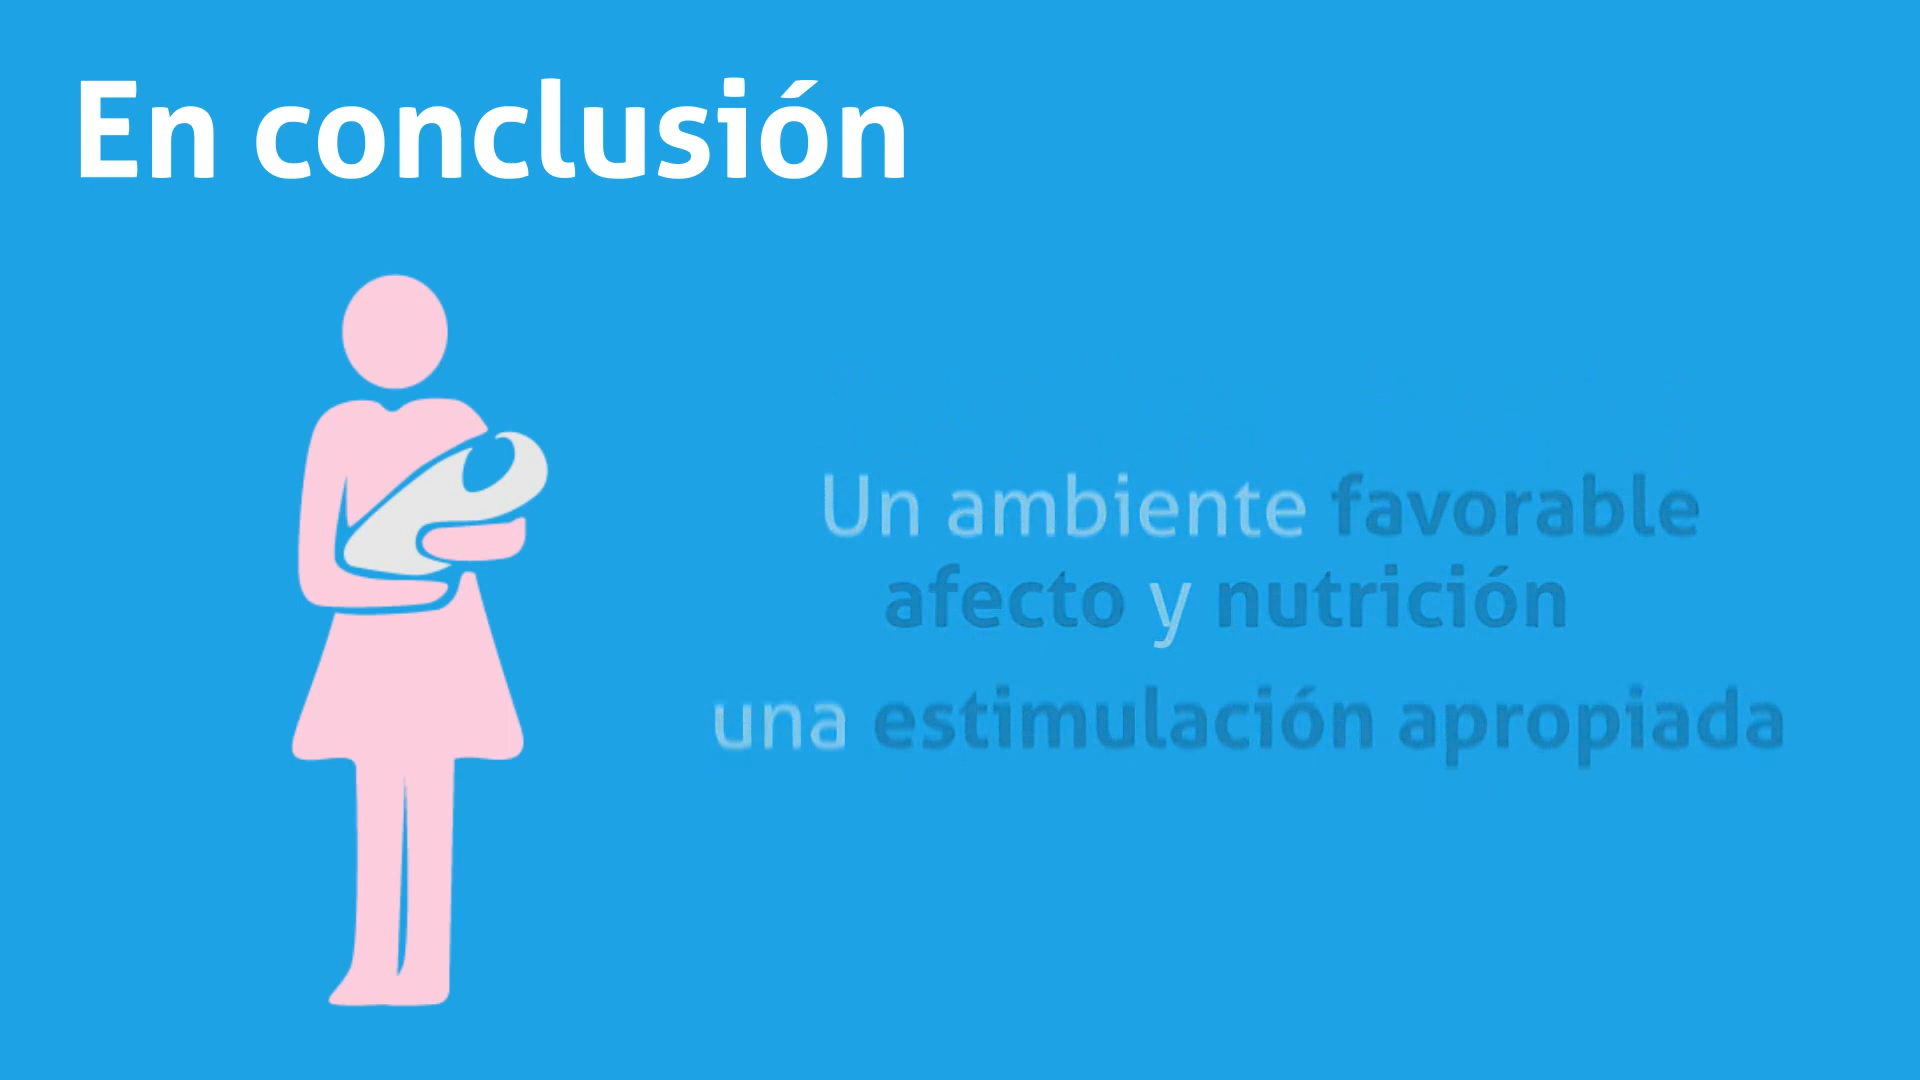 En conclusión
Un ambiente favorable
afecto y nutrición
una estimulación apropiada